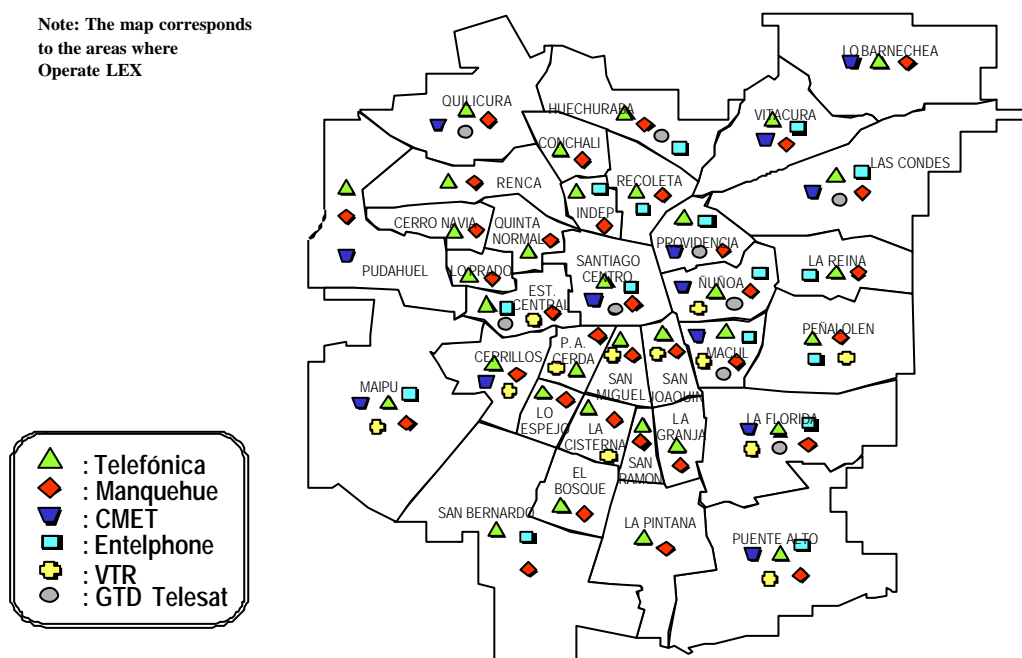 Note: The map corresponds
to the areas where
Operate LEX
LO BARNECHEA
QUILICURA
HUECHURABA
VITACURA
CONCHALI
LAS CONDES
RENCA
RECOLETA
INDEP
CERRO NAVIA
QUINTA
NORMAL
PROVIDENCIA
PUDAHUEL
LO PRADO
SANTIAGO
CENTRO
LA REINA
ÑUÑOA
EST.
CENTRAL
PEÑALOLEN
P. A.
CERDA
CERRILLOS
MACUL
MAIPU
SAN
MIGUEL
SAN
JOAQUIN
LO
ESPEJO
LA
CISTERNA
LA
GRANJA
LA FLORIDA
SAN
RAMON
EL
BOSQUE
SAN BERNARDO
LA PINTANA
PUENTE ALTO
: Telefónica
: Manquehue
: CMET
: Entelphone
: VTR
: GTD Telesat